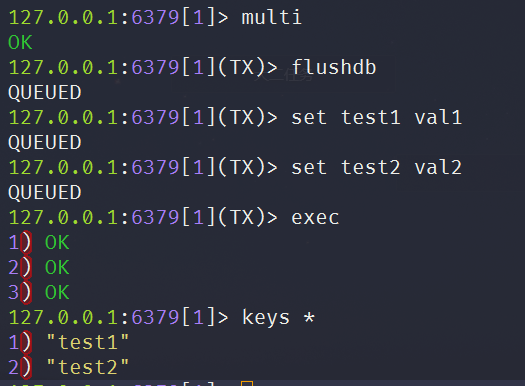 127.0.0.1:6379[1]> multi
OK
127.0.0.1:6379[1](TX)> flushdb
QUEUED
127.0.0.1:6379[1](TX)> set test1 val1
QUEUED
127.0.0.1:6379[1](TX)> set test2 val2
QUEUED
127.0.0.1:6379[1](TX)> exec
1) OK
2) OK
3) OK
127.0.0.1:6379[1]> keys *
1) "test1"
2) "test2"